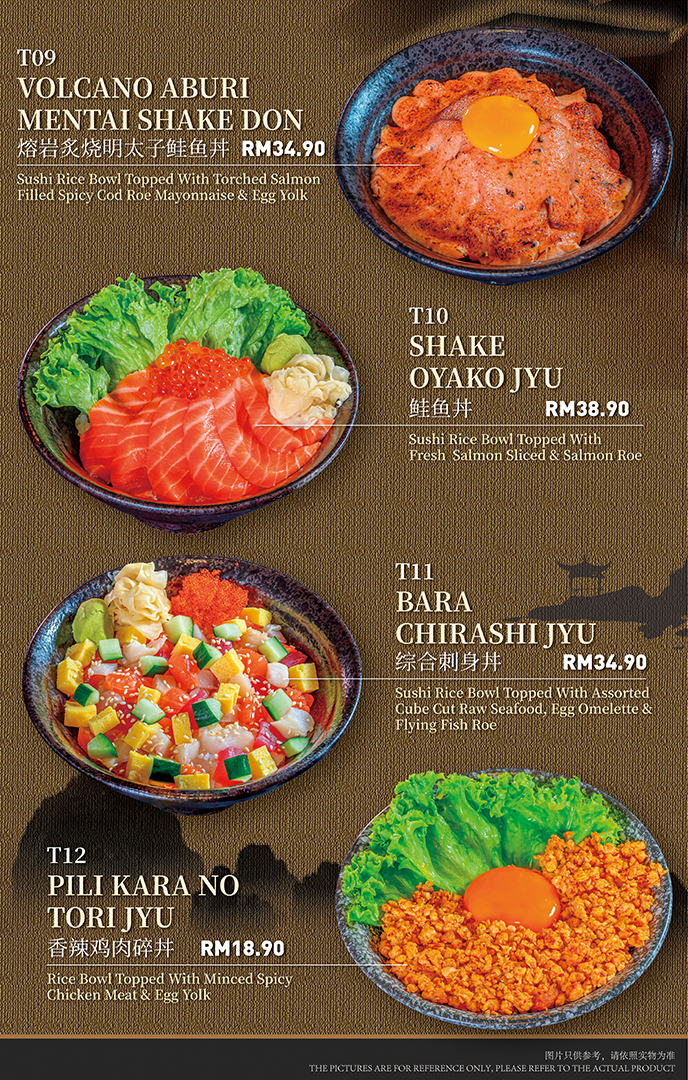 T09
VOLCANO ABURI
MENTAI SHAKE DON
熔岩炙烧明太子鲑鱼丼 RM34.90
Sushi Rice Bowl Topped With Torched Salmon
Filled Spicy Cod Roe Mayonnaise & Egg Yolk
T10
SHAKE
OYAKO JYU
鲑鱼丼 RM38.90
Sushi Rice Bowl Topped With
Fresh Salmon Sliced & Salmon Roe
T11
BARA
CHIRASHI JYU
综合刺身丼 RM34.90
Sushi Rice Bowl Topped With Assorted
Cube Cut Raw Seafood, Egg Omelette &
Flying Fish Roe
T12
PILI KARA NO
TORI JYU
香辣鸡肉碎丼 RM18.90
Rice Bowl Topped With Minced Spicy
Chicken Meat & Egg Yolk
图片只供参考，请依照实物为准
THE PICTURES ARE FOR REFERENCE ONLY, PLEASE REFER TO THE ACTUAL PRODUCT